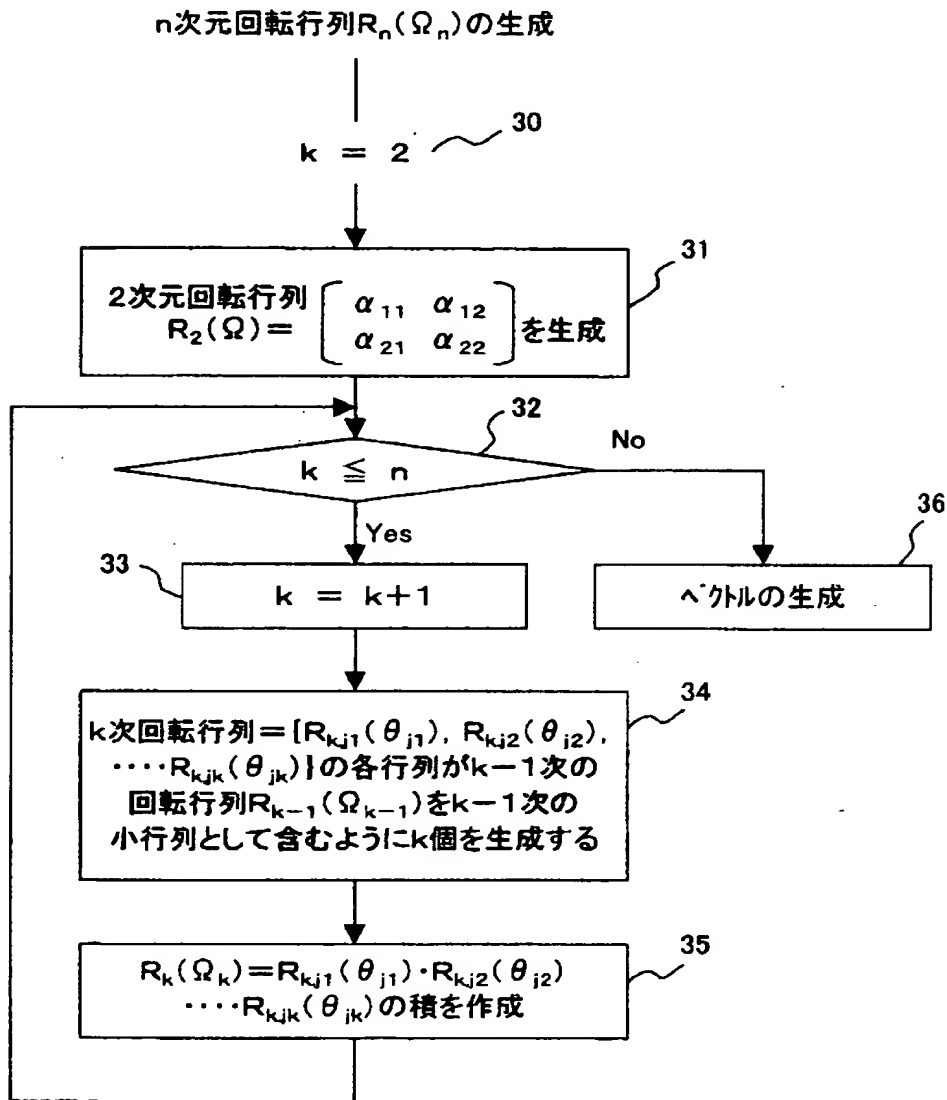 n次元回転行列Rn(Ωn)の生成
30
k = 2
31
2次元回転行列
R2(Ω)= [α11 α12
α21 α22] を生成
32
k ≦ n
No
Yes
33
k = k+1
36
ベクトルの生成
34
k次回転行列=[Rkj1(θj1), Rkj2(θj2),
····Rkjk(θjk)}の各行列がk−1次の
回転行列Rk−1(Ωk−1)をk−1次の
小行列として含むようにk個を生成する
35
Rk(Ωk)=Rkj1(θj1)·Rkj2(θj2)
····Rkjk(θjk)の積を作成